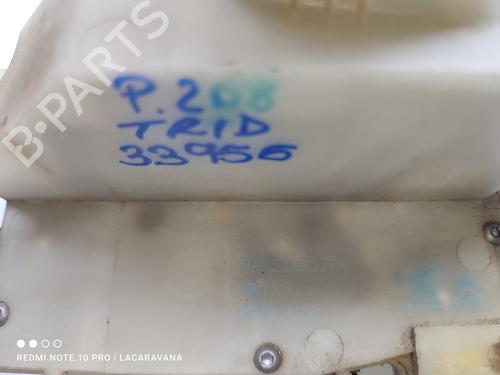 B-PARTS
P.208
TRID
33956
REDMI NOTE 10 PRO | LACARAVANA